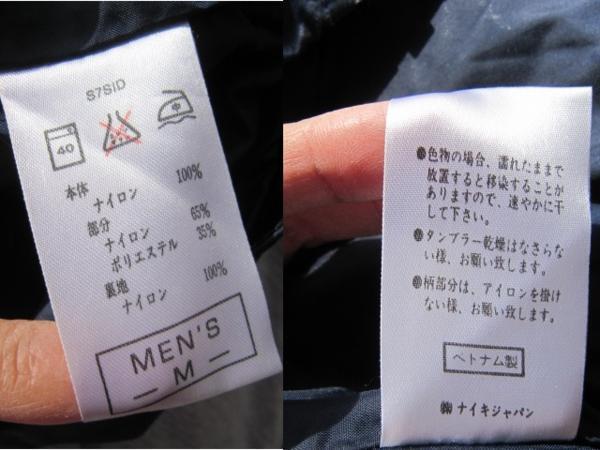 S7SID
40
中
本体
ナイロン 100%
部分
ナイロン 65%
ポリエステル 35%
裏地
ナイロン 100%
MEN'S
— M —
●色物の場合、濡れたままで
放置すると移染することが
ありますので、速やかに干
して下さい。
●タンブラー乾燥はなさらな
い様、お願い致します。
●柄部分は、アイロンを掛け
ない様、お願い致します。
ベトナム製
㈱ナイキジャパン